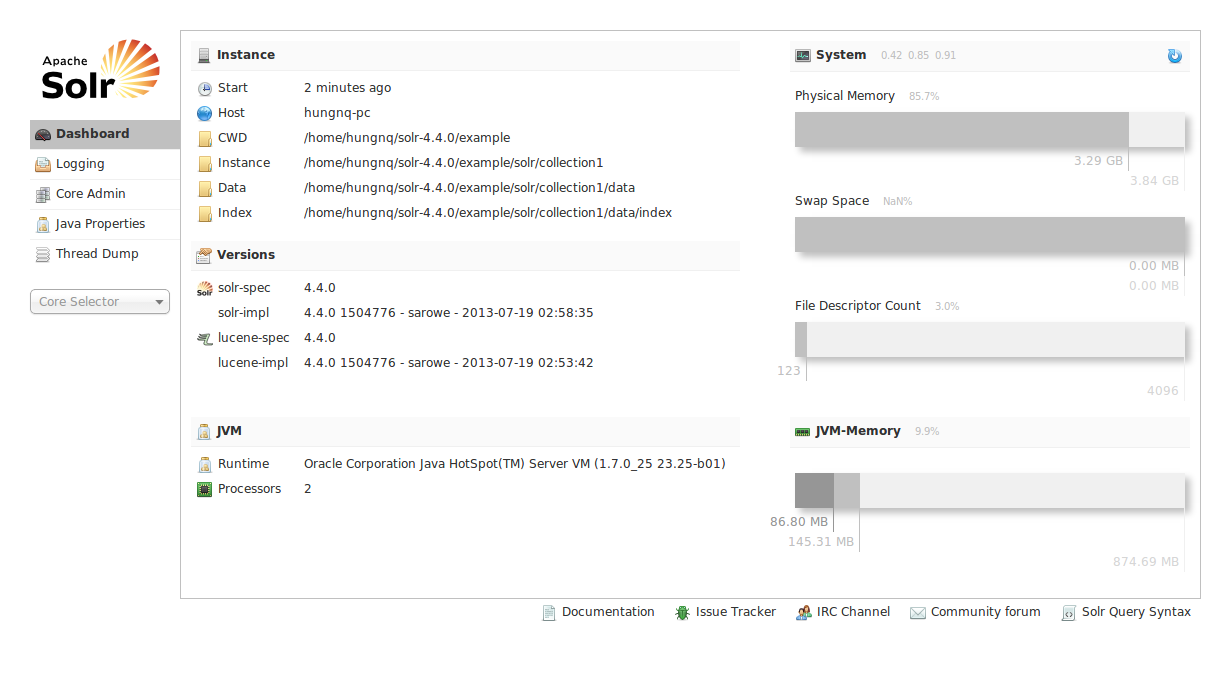 Apache
Solr
Dashboard
Logging
Core Admin
Java Properties
Thread Dump
Core Selector
Instance
Start 2 minutes ago
Host hungnq-pc
CWD /home/hungnq/solr-4.4.0/example
Instance /home/hungnq/solr-4.4.0/example/solr/collection1
Data /home/hungnq/solr-4.4.0/example/solr/collection1/data
Index /home/hungnq/solr-4.4.0/example/solr/collection1/data/index
Versions
solr-spec 4.4.0
solr-impl 4.4.0 1504776 - sarowe - 2013-07-19 02:58:35
lucene-spec 4.4.0
lucene-impl 4.4.0 1504776 - sarowe - 2013-07-19 02:53:42
JVM
Runtime Oracle Corporation Java HotSpot(TM) Server VM (1.7.0_25 23.25-b01)
Processors 2
System 0.42 0.85 0.91
Physical Memory 85.7%
3.29 GB
3.84 GB
Swap Space NaN%
0.00 MB
0.00 MB
File Descriptor Count 3.0%
123
4096
JVM-Memory 9.9%
86.80 MB
145.31 MB
874.69 MB
Documentation Issue Tracker IRC Channel Community forum Solr Query Syntax